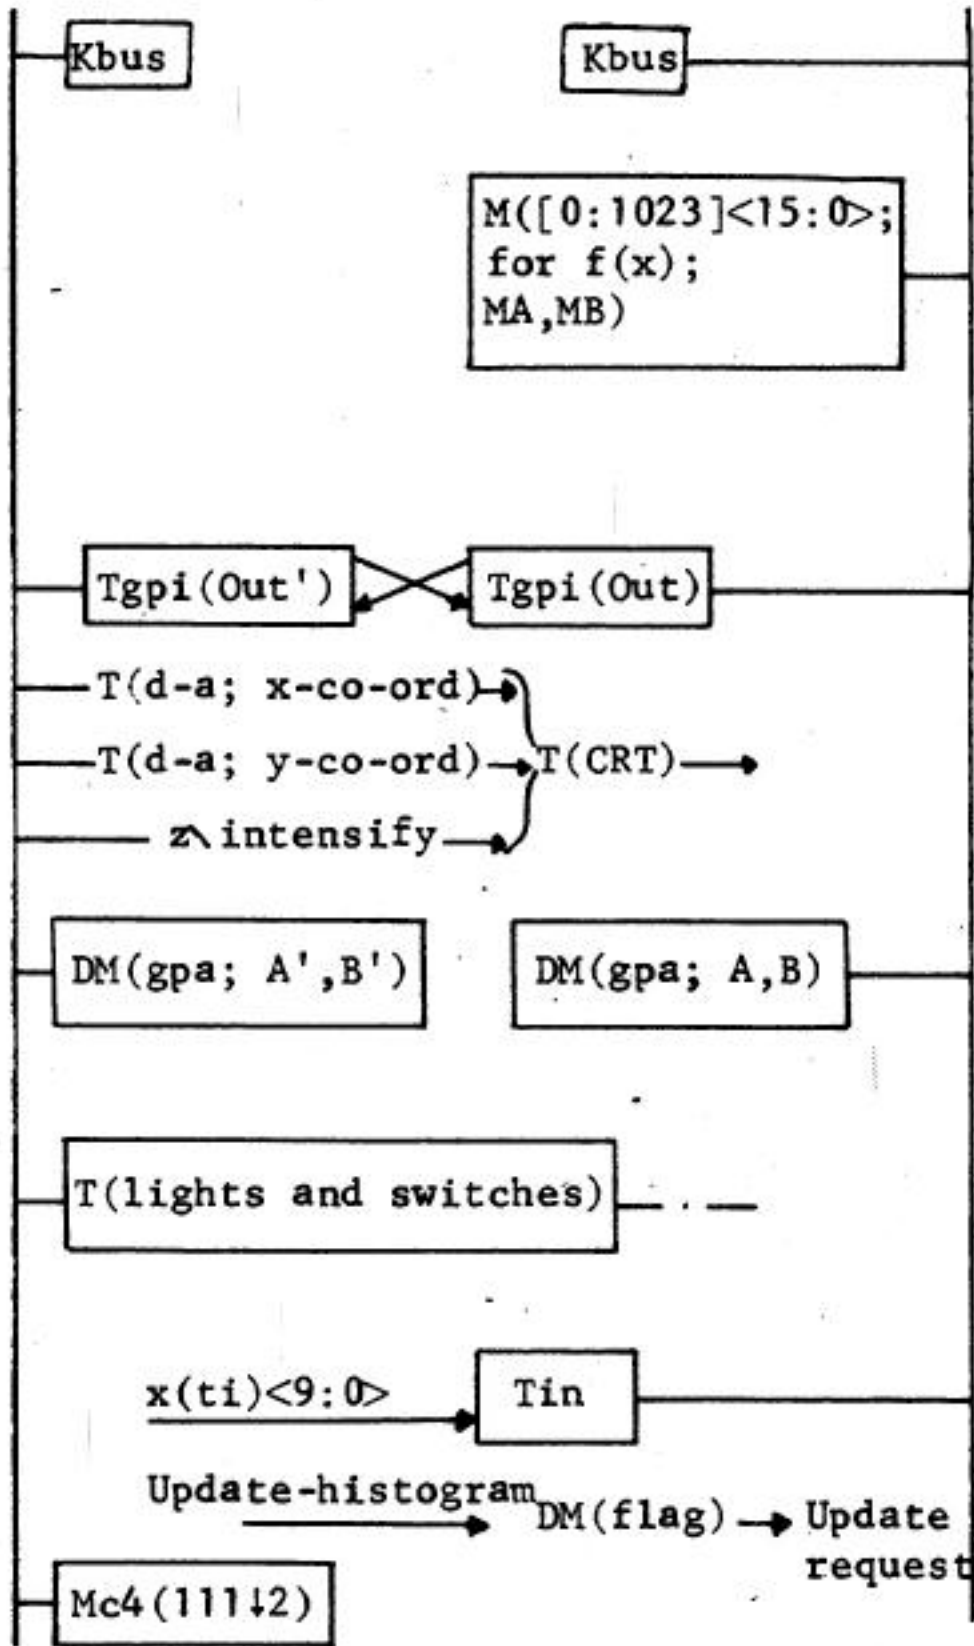 Kbus
Kbus
M([0:1023]<15:0>;
for f(x);
MA,MB)
Tgpi(Out')
Tgpi(Out)
T(d-a; x-co-ord)
T(d-a; y-co-ord)
T(CRT)
z\intensify
DM(gpa; A',B')
DM(gpa; A,B)
T(lights and switches)
x(ti)<9:0>
Tin
Update-histogram
DM(flag)
Update
request
Mc4(111↓2)